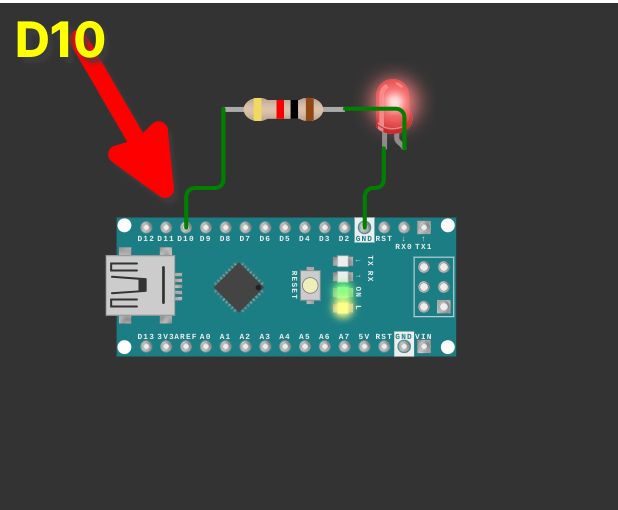 D10
D12 D11 D10 D9 D8 D7 D6 D5 D4 D3 D2 GND RST ↓ ↑
RX0 TX1
RESET
TX RX
↓ ↑
ON L
D13 3V3 AREF A0 A1 A2 A3 A4 A5 A6 A7 5V RST GND VIN